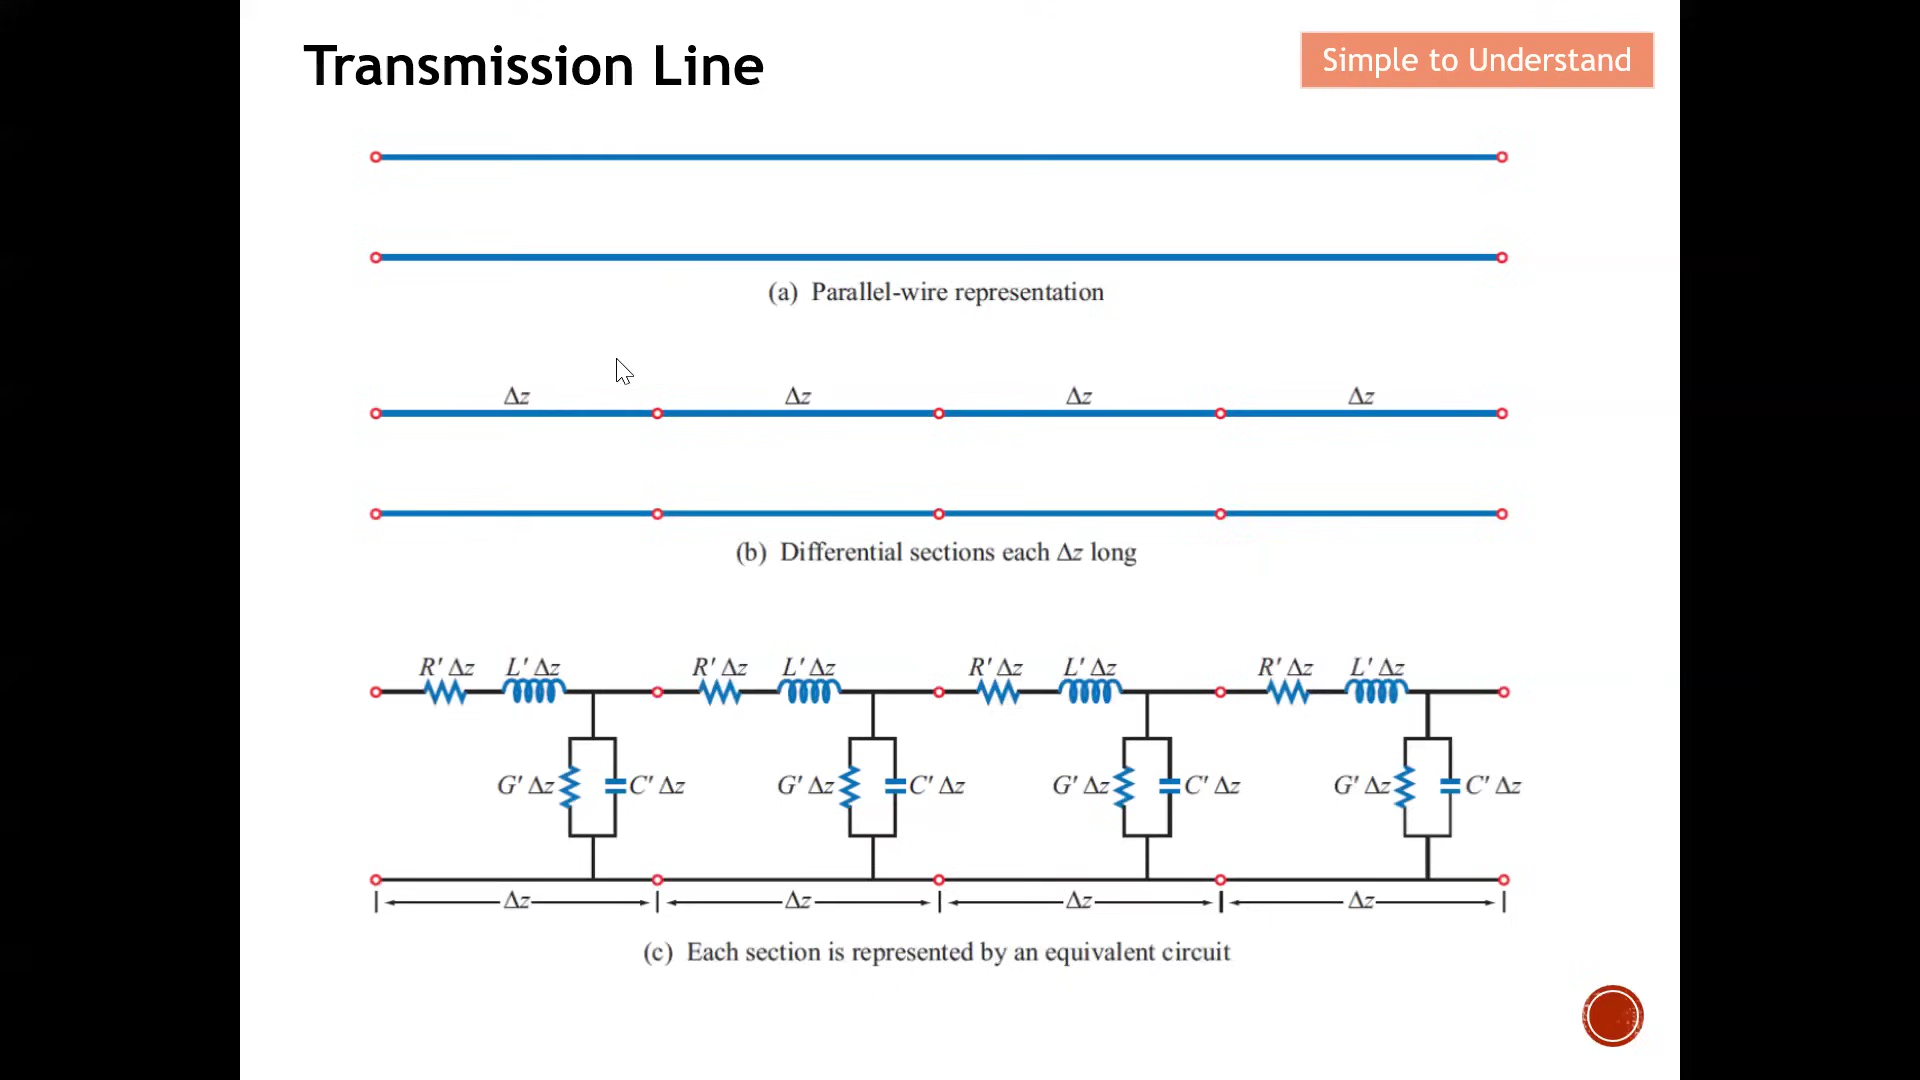 Transmission Line
Simple to Understand
(a) Parallel-wire representation
Δz Δz Δz Δz
(b) Differential sections each Δz long
R′ Δz L′ Δz R′ Δz L′ Δz R′ Δz L′ Δz R′ Δz L′ Δz
G′ Δz C′ Δz G′ Δz C′ Δz G′ Δz C′ Δz G′ Δz C′ Δz
Δz Δz Δz Δz
(c) Each section is represented by an equivalent circuit